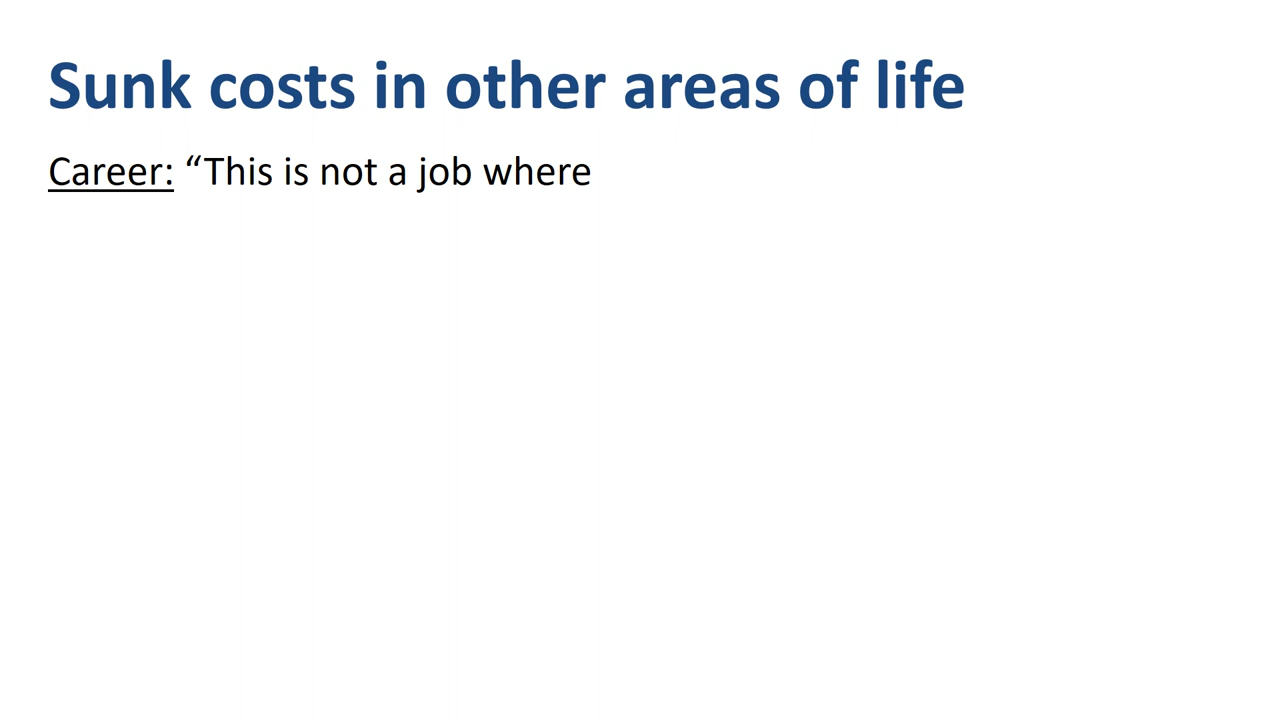 Sunk costs in other areas of life
Career: “This is not a job where